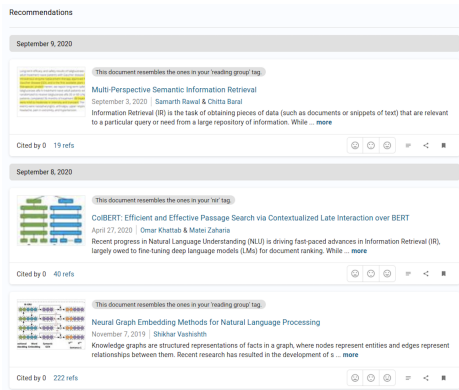 Recommendations
September 9, 2020
This document resembles the ones in your 'reading group' tag.
Multi-Perspective Semantic Information Retrieval
September 3, 2020 | Samarth Rawal & Chitta Baral
Information Retrieval (IR) is the task of obtaining pieces of data (such as documents or snippets of text) that are relevant
to a particular query or need from a large repository of information. While ... more
Cited by 0 19 refs
September 8, 2020
This document resembles the ones in your 'nir' tag.
ColBERT: Efficient and Effective Passage Search via Contextualized Late Interaction over BERT
April 27, 2020 | Omar Khattab & Matei Zaharia
Recent progress in Natural Language Understanding (NLU) is driving fast-paced advances in Information Retrieval (IR),
largely owed to fine-tuning deep language models (LMs) for document ranking. While ... more
Cited by 0 40 refs
This document resembles the ones in your 'reading group' tag.
Neural Graph Embedding Methods for Natural Language Processing
November 7, 2019 | Shikhar Vashishth
Knowledge graphs are structured representations of facts in a graph, where nodes represent entities and edges represent
relationships between them. Recent research has resulted in the development of s ... more
Cited by 0 222 refs